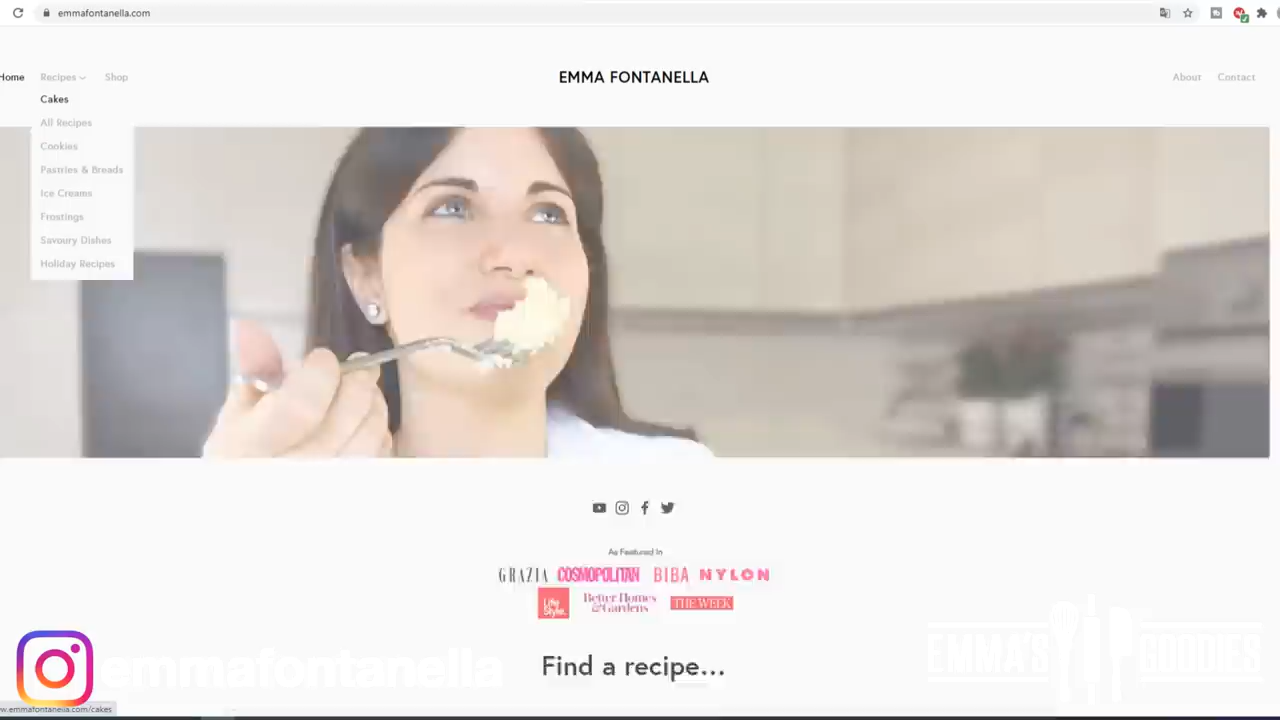 emmafontanella.com
Home Recipes Shop EMMA FONTANELLA About Contact
Cakes
All Recipes
Cookies
Pastries & Breads
Ice Creams
Frostings
Savoury Dishes
Holiday Recipes
As Featured In
GRAZIA COSMOPOLITAN BIBA NYLON
Life Style. Better Homes & Gardens THE WEEK
Find a recipe...
emmafontanella
EMMA'S GOODIES
w.emmafontanella.com/cakes